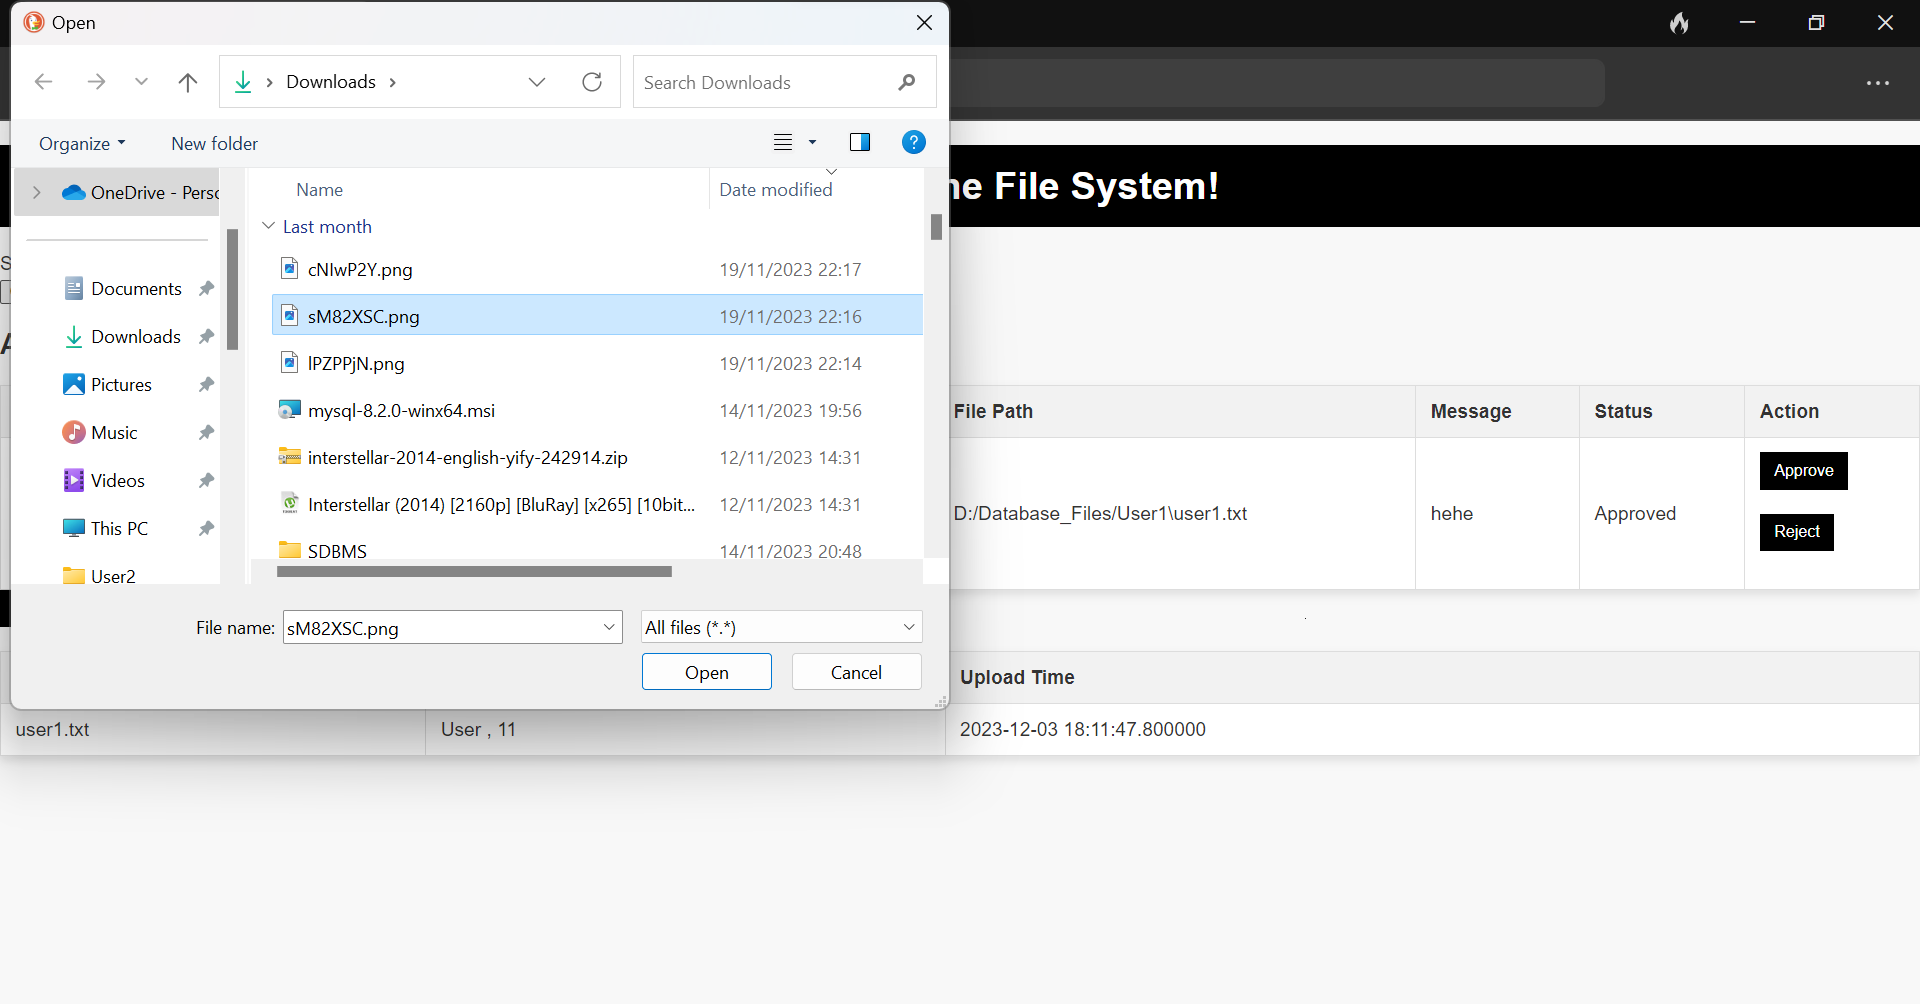 Open
Downloads
Search Downloads
Organize
New folder
OneDrive - Pers
Documents
Downloads
Pictures
Music
Videos
This PC
User2
Name Date modified
Last month
cNIwP2Y.png 19/11/2023 22:17
sM82XSC.png 19/11/2023 22:16
lPZPPjN.png 19/11/2023 22:14
mysql-8.2.0-winx64.msi 14/11/2023 19:56
interstellar-2014-english-yify-242914.zip 12/11/2023 14:31
Interstellar (2014) [2160p] [BluRay] [x265] [10bit... 12/11/2023 14:31
SDBMS 14/11/2023 20:48
File name: sM82XSC.png All files (*.*)
Open Cancel
ne File System!
File Path Message Status Action
D:/Database_Files/User1\user1.txt hehe Approved
Approve
Reject
Upload Time
user1.txt User , 11 2023-12-03 18:11:47.800000